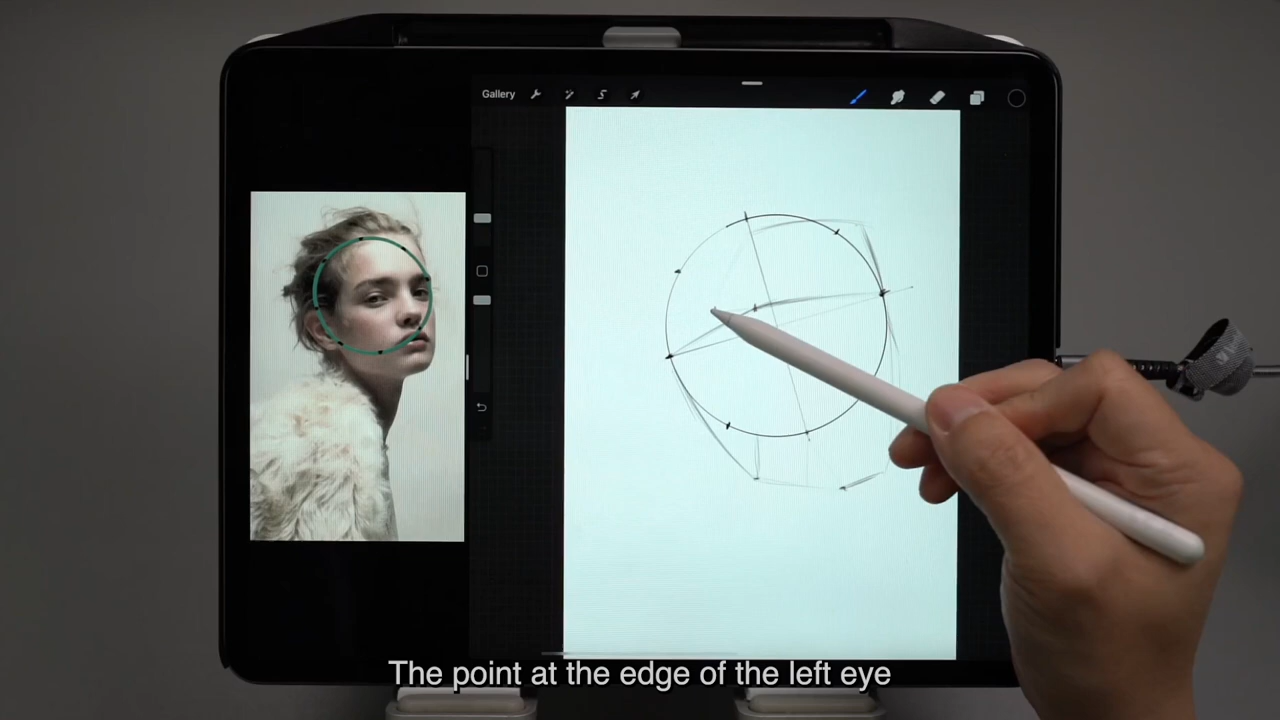 Gallery
The point at the edge of the left eye